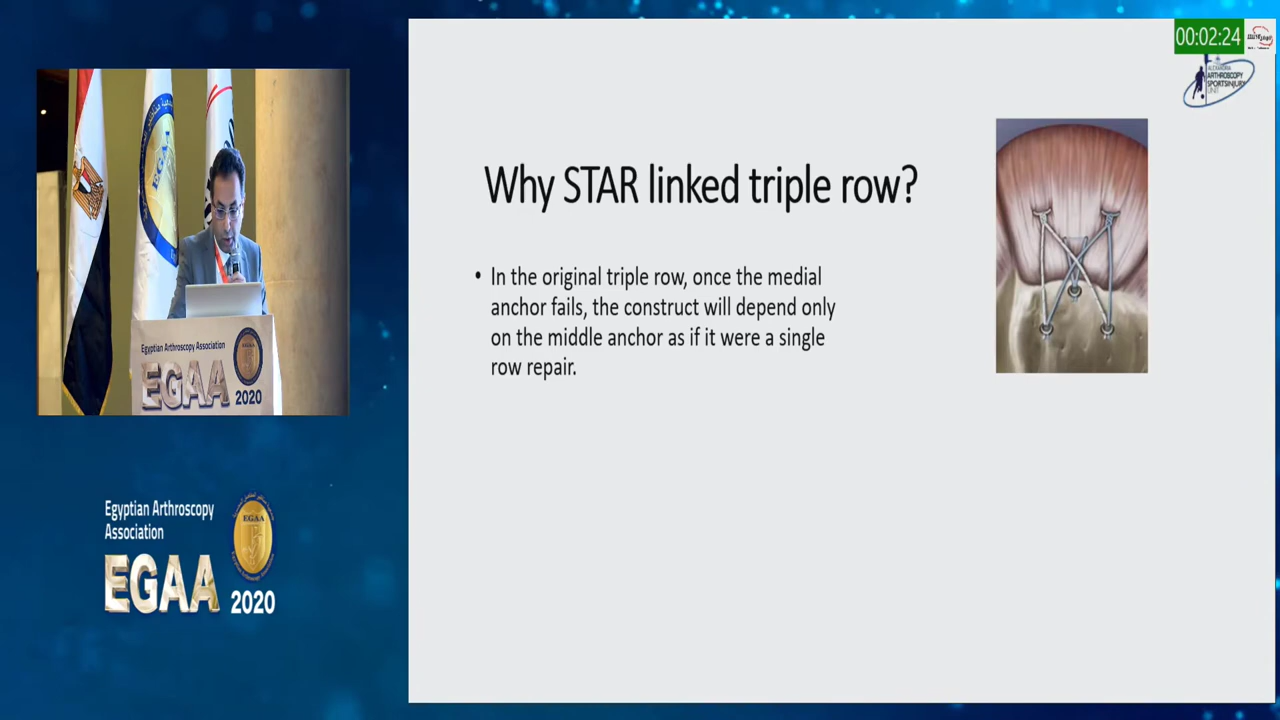 00:02:24
ALEXANDRIA
ARTHROSCOPY
SPORTSINJURY
UNIT
Why STAR linked triple row?
• In the original triple row, once the medial
anchor fails, the construct will depend only
on the middle anchor as if it were a single
row repair.
EGAA
Egyptian Arthroscopy Association
EGAA
2020
Egyptian Arthroscopy
Association
EGAA
EGAA
2020